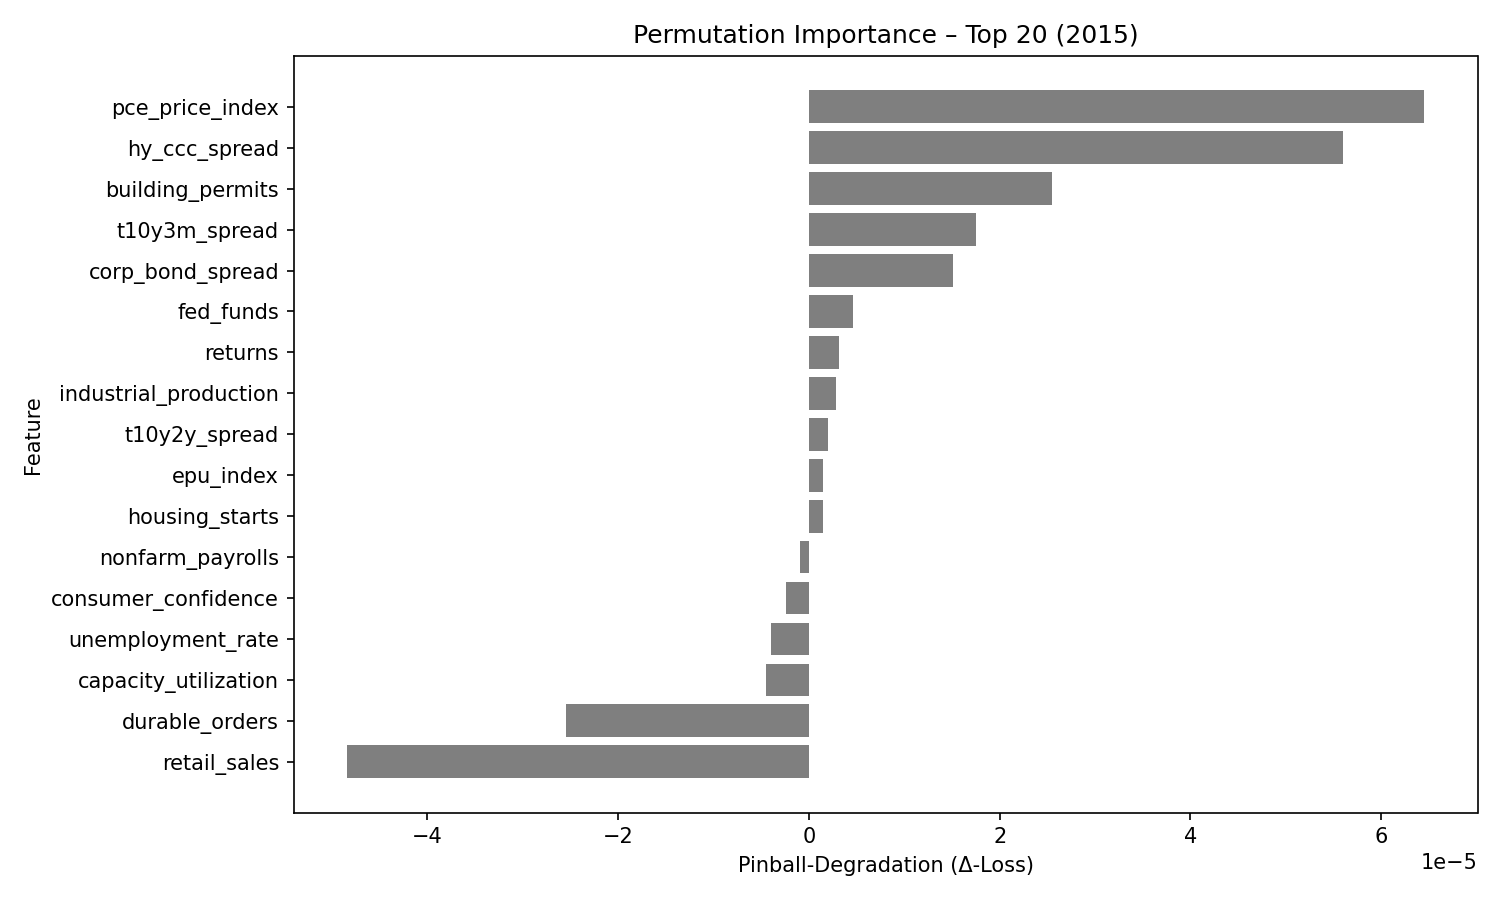 Permutation Importance – Top 20 (2015)
Feature
pce_price_index
hy_ccc_spread
building_permits
t10y3m_spread
corp_bond_spread
fed_funds
returns
industrial_production
t10y2y_spread
epu_index
housing_starts
nonfarm_payrolls
consumer_confidence
unemployment_rate
capacity_utilization
durable_orders
retail_sales
−4 −2 0 2 4 6
1e−5
Pinball-Degradation (Δ-Loss)